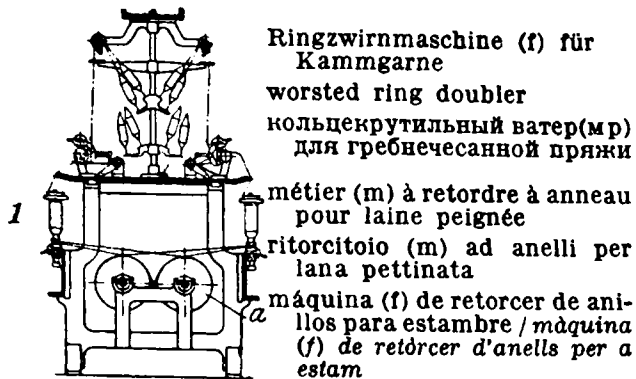 Ringzwirnmaschine (f) für
Kammgarne
worsted ring doubler
кольцекрутильный ватер(мр)
для гребнечесанной пряжи
1
métier (m) à retordre à anneau
pour laine peignée
ritorcitoio (m) ad anelli per
lana pettinata
a
máquina (f) de retorcer de ani-
llos para estambre / màquina
(f) de retòrcer d'anells per a
estam